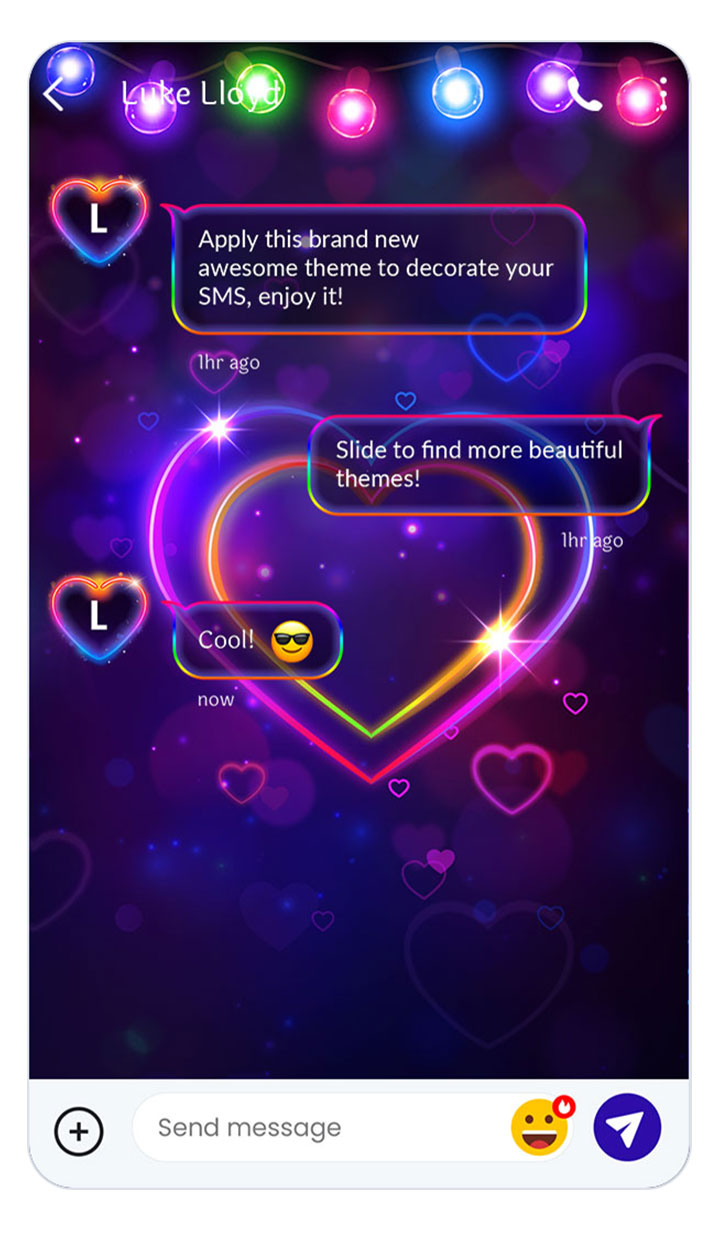 Luke Lloyd
L
Apply this brand new
awesome theme to decorate your
SMS, enjoy it!
1hr ago
Slide to find more beautiful
themes!
1hr ago
L
Cool! 😎
now
Send message